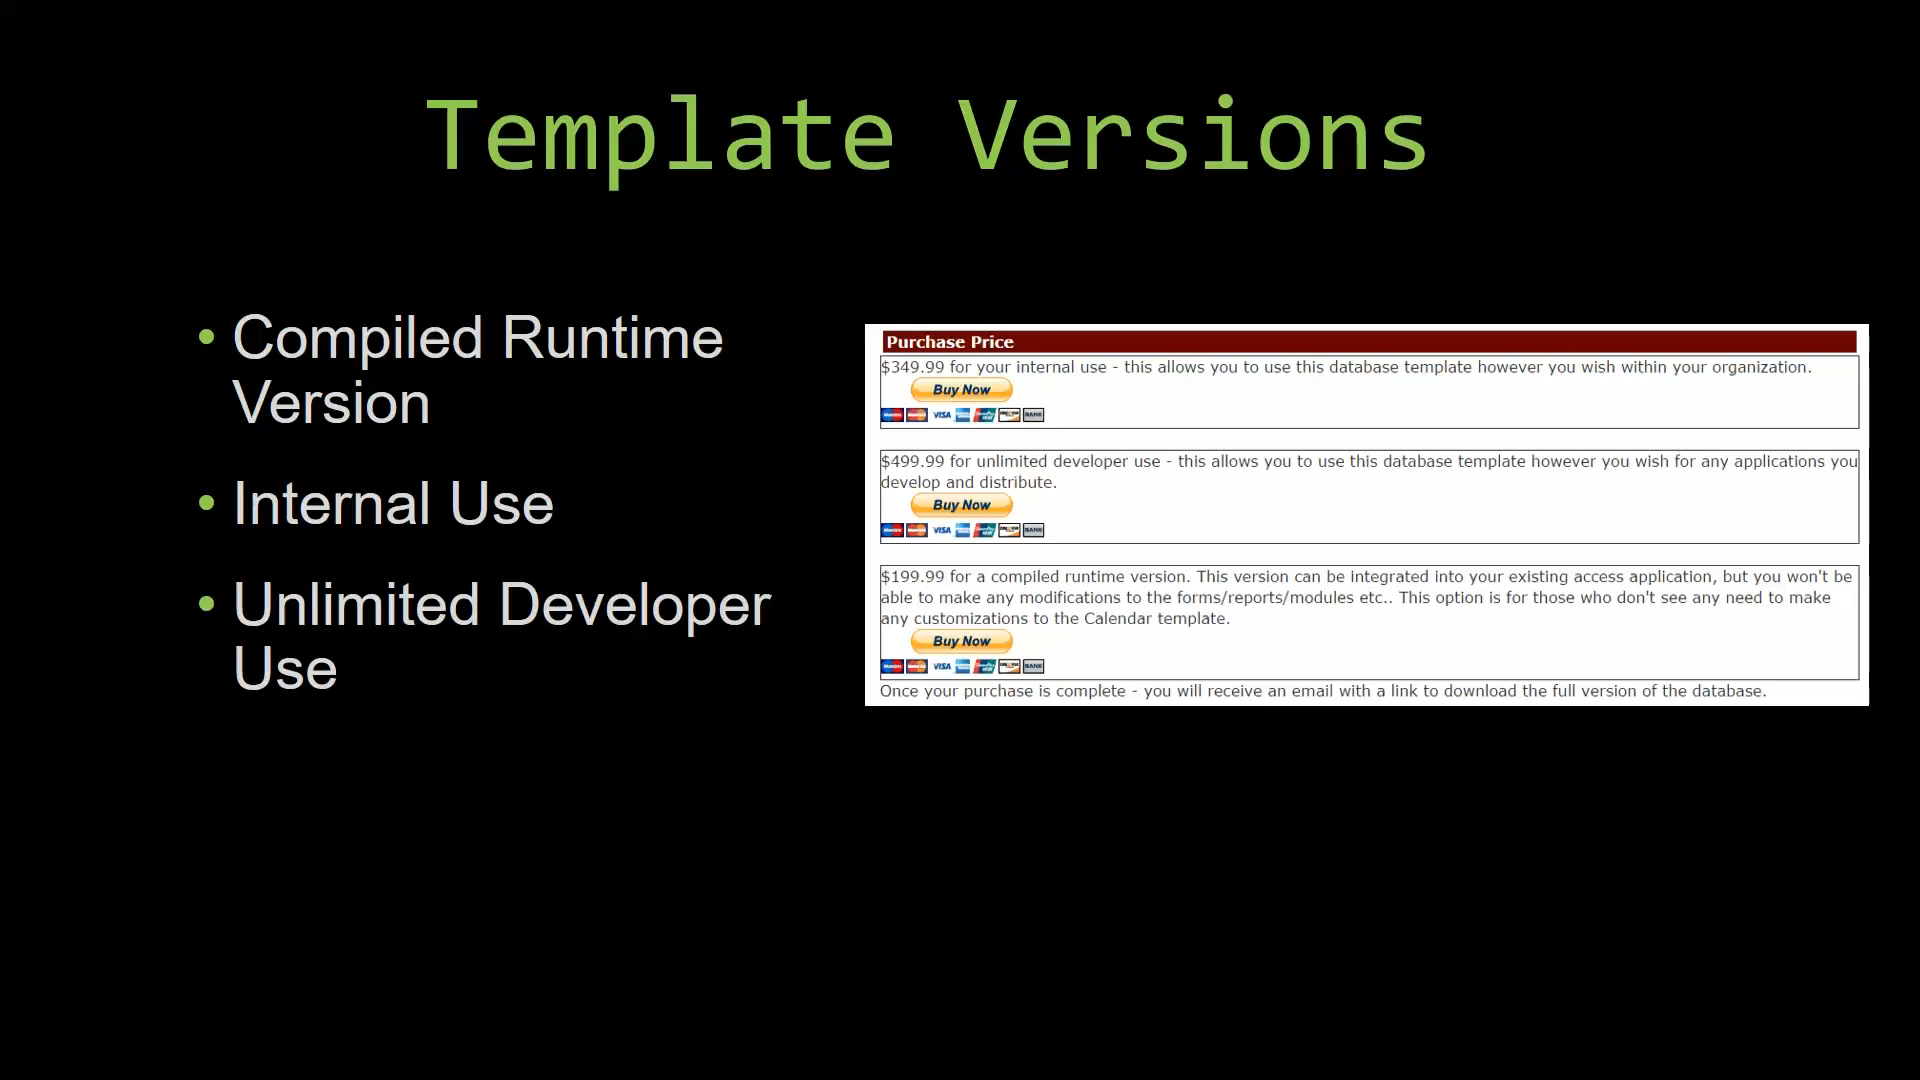 Template Versions
• Compiled Runtime
Version
• Internal Use
• Unlimited Developer
Use
Purchase Price
$349.99 for your internal use - this allows you to use this database template however you wish within your organization.
Buy Now
VISA BANK
$499.99 for unlimited developer use - this allows you to use this database template however you wish for any applications you
develop and distribute.
Buy Now
VISA BANK
$199.99 for a compiled runtime version. This version can be integrated into your existing access application, but you won't be
able to make any modifications to the forms/reports/modules etc.. This option is for those who don't see any need to make
any customizations to the Calendar template.
Buy Now
VISA BANK
Once your purchase is complete - you will receive an email with a link to download the full version of the database.